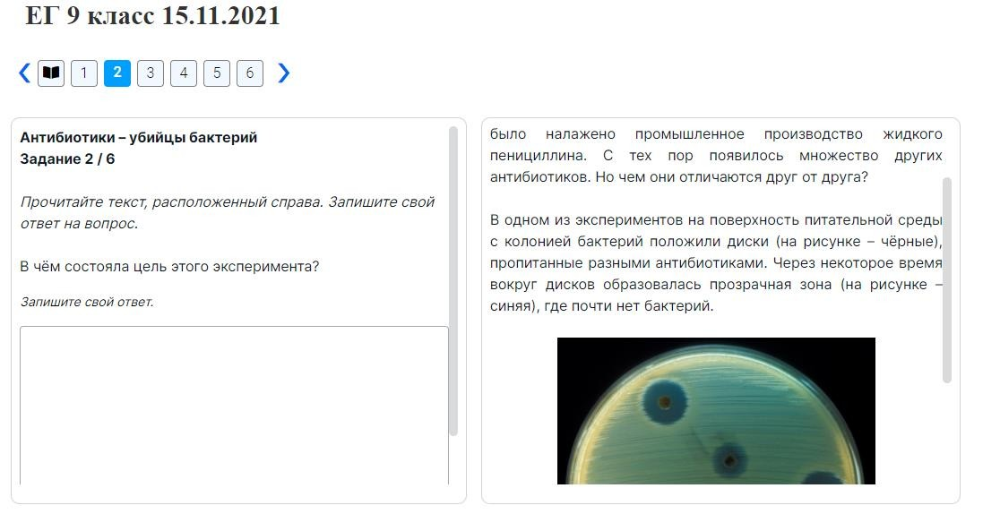 ЕГ 9 класс 15.11.2021
1 2 3 4 5 6
Антибиотики – убийцы бактерий
Задание 2 / 6
Прочитайте текст, расположенный справа. Запишите свой
ответ на вопрос.
В чём состояла цель этого эксперимента?
Запишите свой ответ.
было налажено промышленное производство жидкого
пенициллина. С тех пор появилось множество других
антибиотиков. Но чем они отличаются друг от друга?
В одном из экспериментов на поверхность питательной среды
с колонией бактерий положили диски (на рисунке – чёрные),
пропитанные разными антибиотиками. Через некоторое время
вокруг дисков образовалась прозрачная зона (на рисунке –
синяя), где почти нет бактерий.